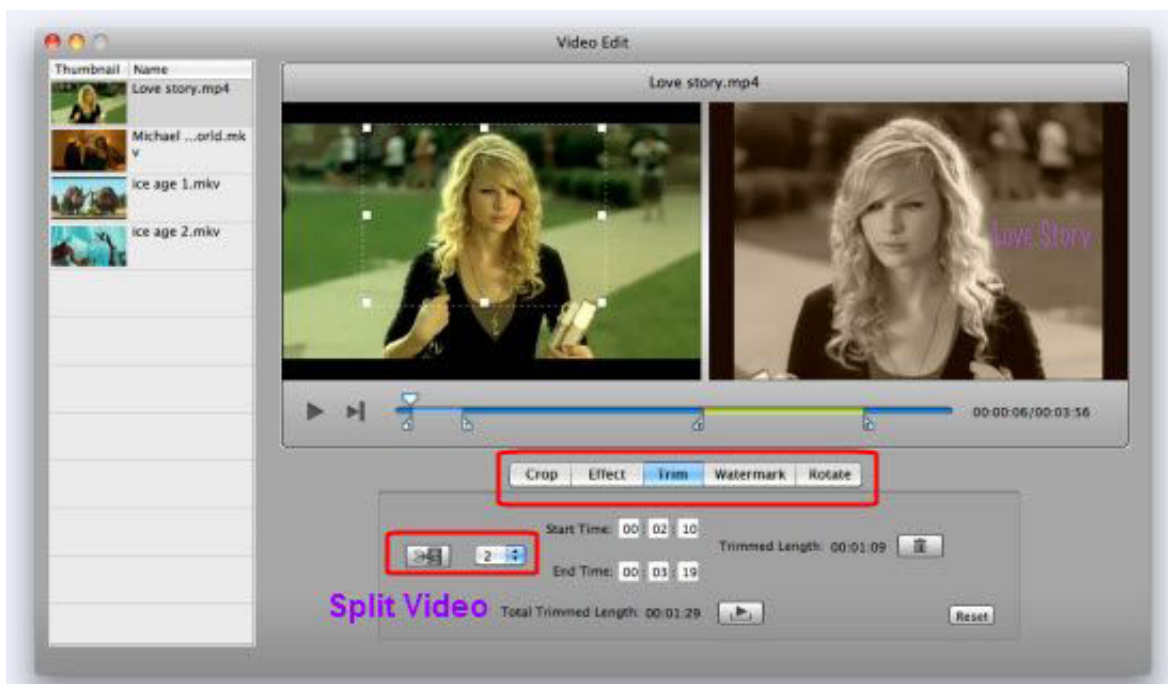 Video Edit
Thumbnail Name
Love story.mp4
Michael ...orld.mk
v
ice age 1.mkv
ice age 2.mkv
Love story.mp4
Love Story
00:00:06/00:03:56
Crop Effect Trim Watermark Rotate
Start Time: 00 : 02 : 10
2
Trimmed Length: 00:01:09
End Time: 00 : 03 : 19
Split Video
Total Trimmed Length: 00:01:29
Reset